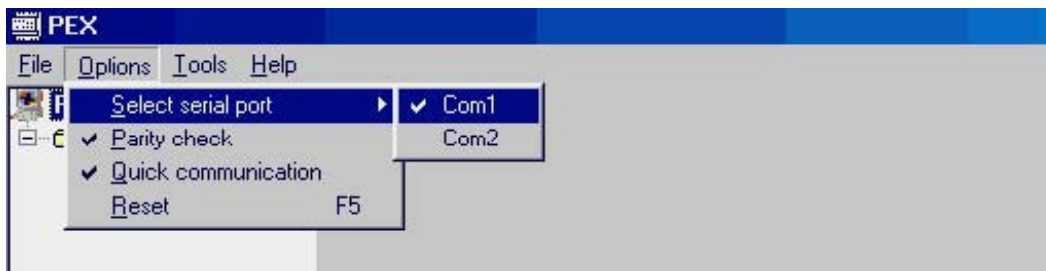 PEX
File Options Tools Help
Select serial port Com1
Parity check Com2
Quick communication
Reset F5